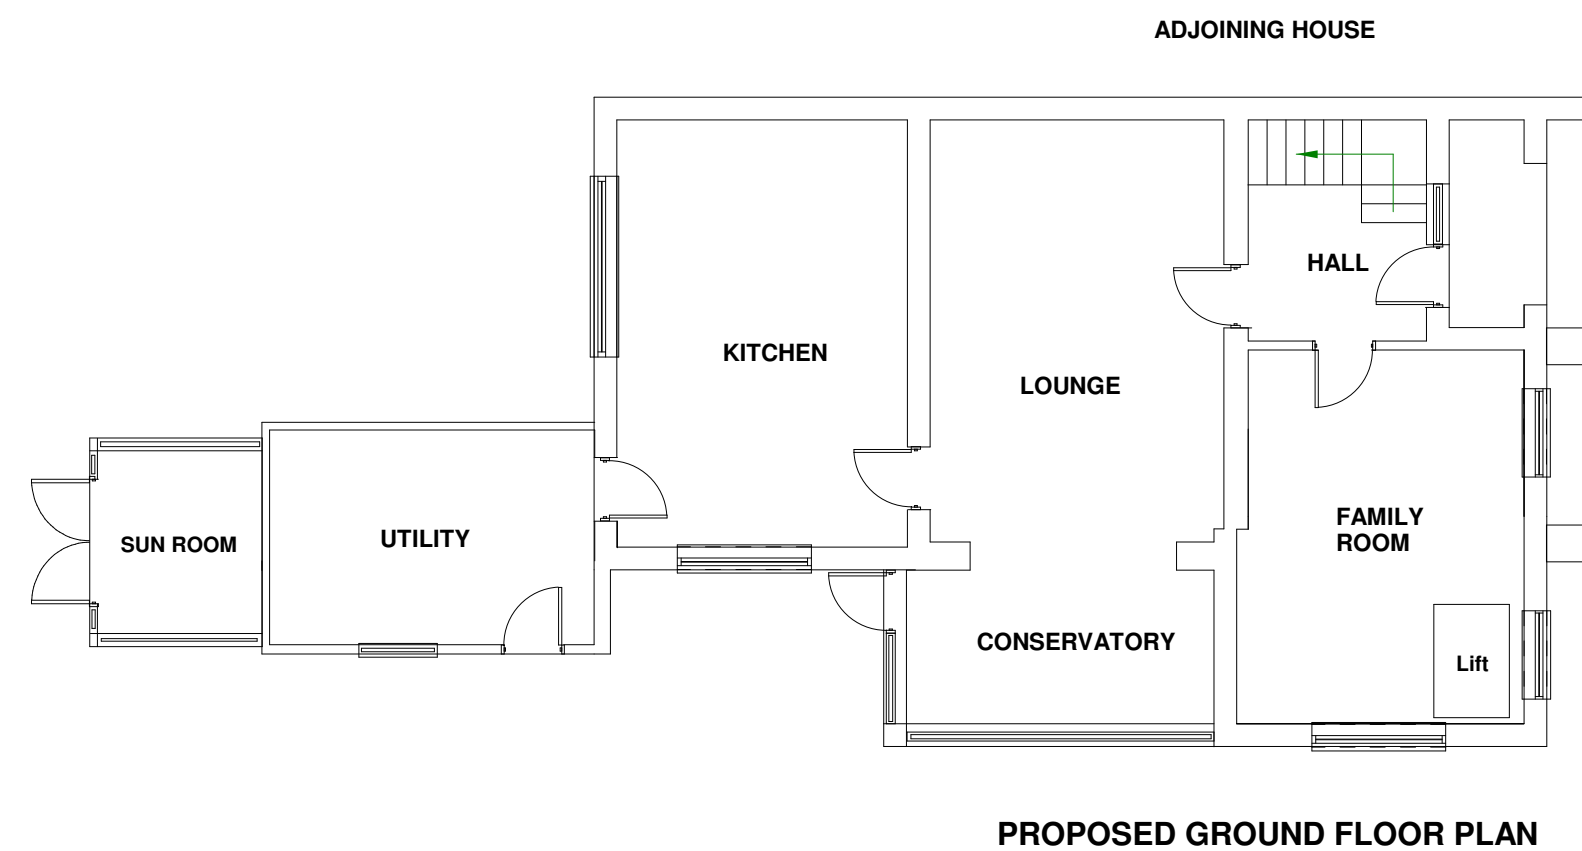 ADJOINING HOUSE
HALL
KITCHEN
LOUNGE
FAMILY
ROOM
SUN ROOM
UTILITY
CONSERVATORY
Lift
PROPOSED GROUND FLOOR PLAN